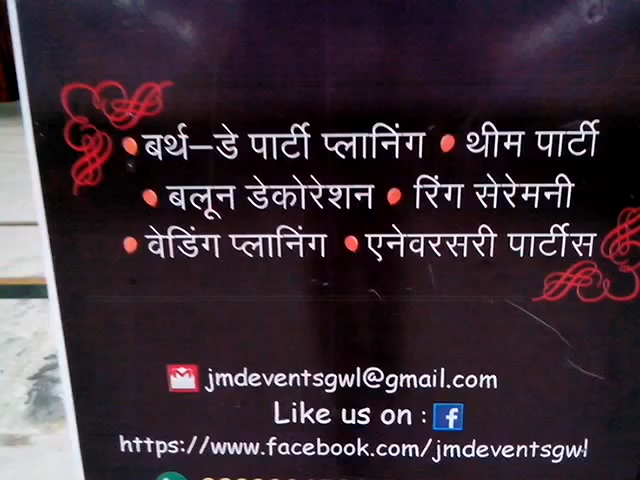 बर्थ–डे पार्टी प्लानिंग थीम पार्टी
बलून डेकोरेशन रिंग सेरेमनी
वेडिंग प्लानिंग एनेवरसरी पार्टीस
jmdeventsgwl@gmail.com
Like us on :
https://www.facebook.com/jmdeventsgwl